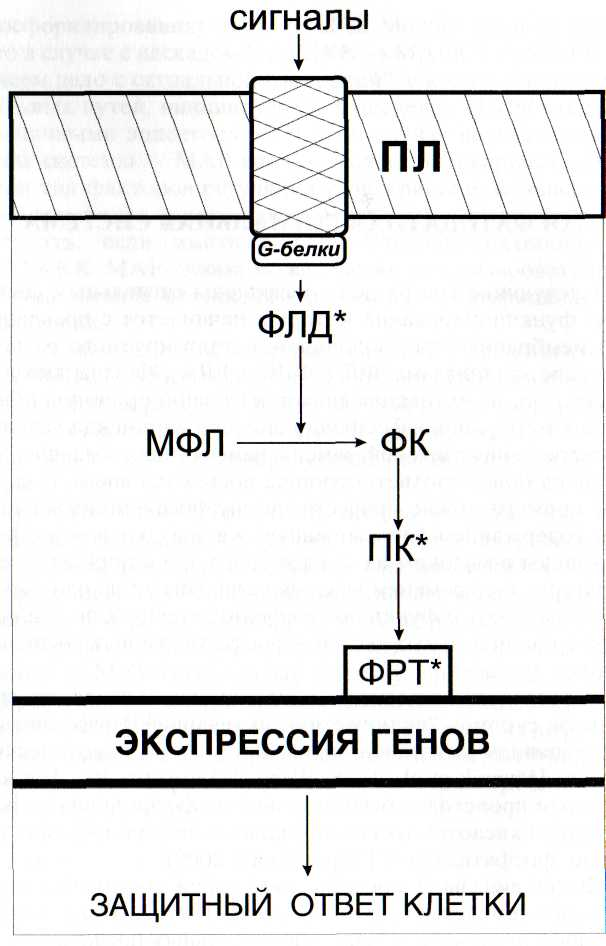 сигналы
ПЛ
G-белки
ФЛД*
МФЛ ФК
ПК*
ФРТ*
ЭКСПРЕССИЯ ГЕНОВ
ЗАЩИТНЫЙ ОТВЕТ КЛЕТКИ